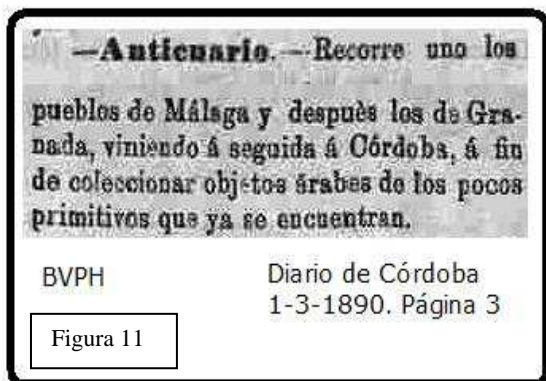 —Anticuario.—Recorre uno los
pueblos de Málaga y despuès los de Gra-
nada, viniendo á seguida á Córdoba, á fin
de coleccionar objetos árabes de los pocos
primitivos que ya se encuentran.
BVPH
Diario de Córdoba
1-3-1890. Página 3
Figura 11